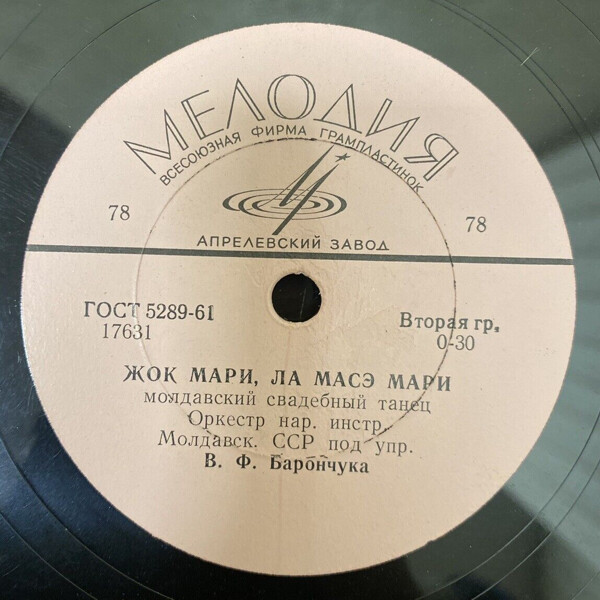 МЕЛОДИЯ
ВСЕСОЮЗНАЯ ФИРМА ГРАМПЛАСТИНОК
78 78
АПРЕЛЕВСКИЙ ЗАВОД
ГОСТ 5289-61 Вторая гр.
17631 0-30
ЖОК МАРИ, ЛА МАСЭ МАРИ
молдавский свадебный танец
Оркестр нар. инстр.
Молдавск. ССР под упр.
В. Ф. Барончука